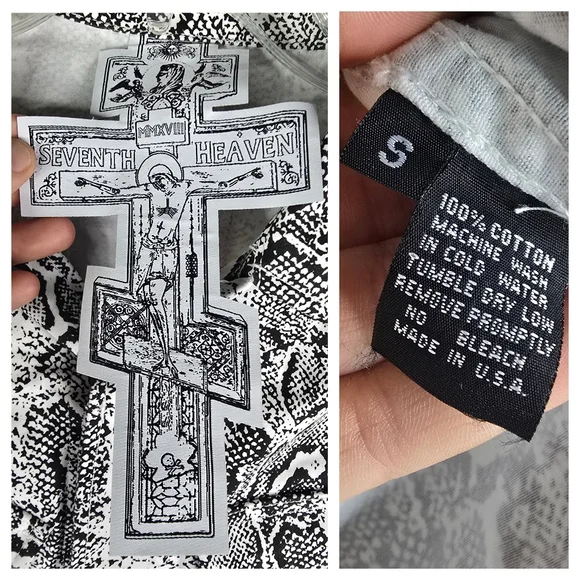 MMXVIII
SEVENTH HEAVEN
S
100% COTTON
MACHINE WASH
IN COLD WATER
TUMBLE DRY LOW
REMOVE PROMPTLY
NO BLEACH
MADE IN U.S.A.